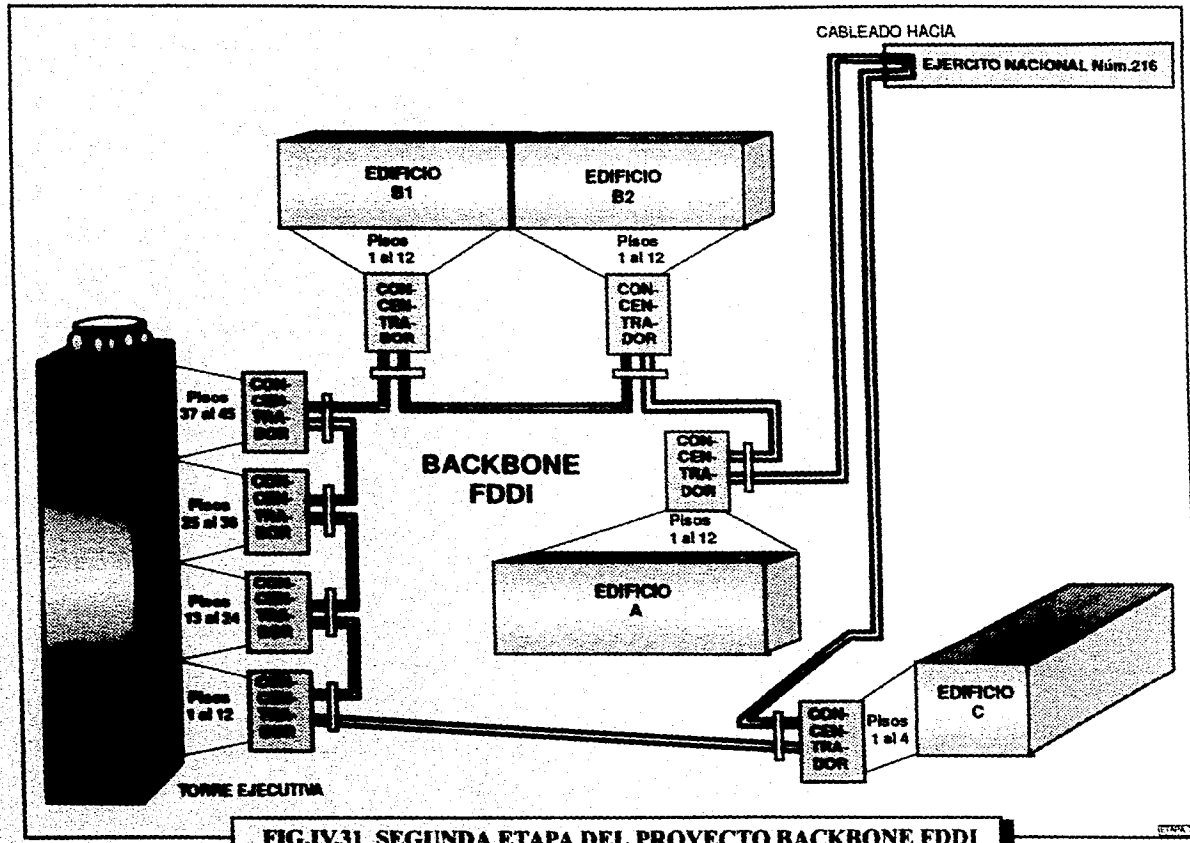 CABLEADO HACIA
EJERCITO NACIONAL Núm.216
EDIFICIO
B1
EDIFICIO
B2
Pisos
1 al 12
Pisos
1 al 12
CON-
CEN-
TRA-
DOR
CON-
CEN-
TRA-
DOR
Pisos
37 al 45
CON-
CEN-
TRA-
DOR
BACKBONE
FDDI
CON-
CEN-
TRA-
DOR
Pisos
1 al 12
EDIFICIO
A
Pisos
25 al 36
CON-
CEN-
TRA-
DOR
Pisos
13 al 24
CON-
CEN-
TRA-
DOR
Pisos
1 al 12
CON-
CEN-
TRA-
DOR
TORRE EJECUTIVA
CON-
CEN-
TRA-
DOR
Pisos
1 al 4
EDIFICIO
C
FIG.IV.31 SEGUNDA ETAPA DEL PROYECTO BACKBONE FDDI